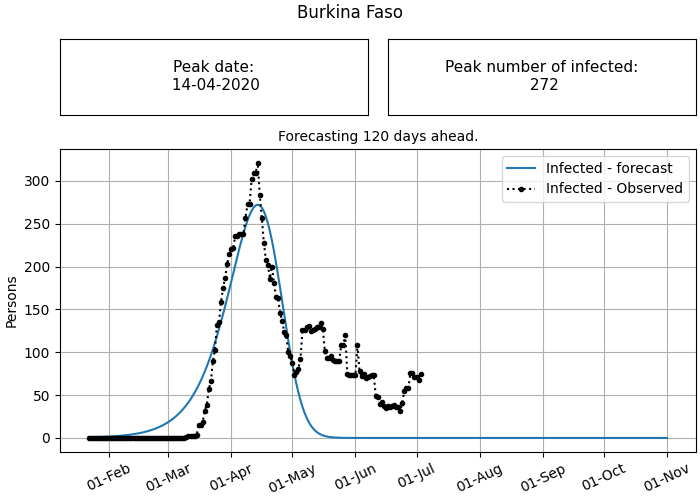 Burkina Faso
Peak date:
14-04-2020
Peak number of infected:
272
Forecasting 120 days ahead.
Infected - forecast
Infected - Observed
Persons
300
250
200
150
100
50
0
01-Feb
01-Mar
01-Apr
01-May
01-Jun
01-Jul
01-Aug
01-Sep
01-Oct
01-Nov